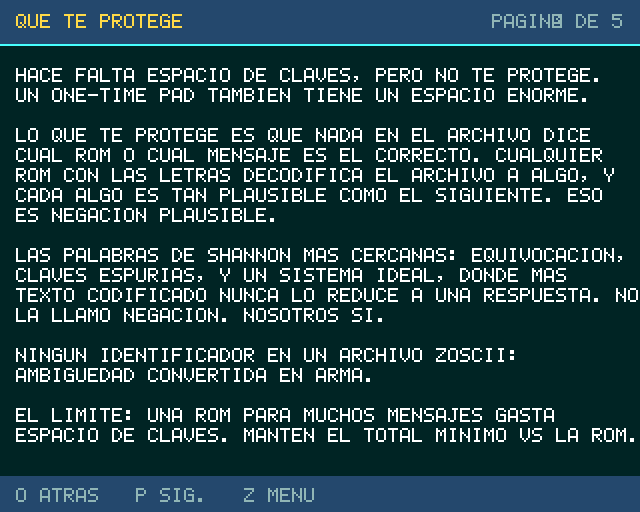 QUE TE PROTEGE
PAGIN DE 5
HACE FALTA ESPACIO DE CLAVES, PERO NO TE PROTEGE.
UN ONE-TIME PAD TAMBIEN TIENE UN ESPACIO ENORME.
LO QUE TE PROTEGE ES QUE NADA EN EL ARCHIVO DICE
CUAL ROM O CUAL MENSAJE ES EL CORRECTO. CUALQUIER
ROM CON LAS LETRAS DECODIFICA EL ARCHIVO A ALGO, Y
CADA ALGO ES TAN PLAUSIBLE COMO EL SIGUIENTE. ESO
ES NEGACION PLAUSIBLE.
LAS PALABRAS DE SHANNON MAS CERCANAS: EQUIVOCACION,
CLAVES ESPURIAS, Y UN SISTEMA IDEAL, DONDE MAS
TEXTO CODIFICADO NUNCA LO REDUCE A UNA RESPUESTA. NO
LA LLAMO NEGACION. NOSOTROS SI.
NINGUN IDENTIFICADOR EN UN ARCHIVO ZOSCII:
AMBIGUEDAD CONVERTIDA EN ARMA.
EL LIMITE: UNA ROM PARA MUCHOS MENSAJES GASTA
ESPACIO DE CLAVES. MANTEN EL TOTAL MINIMO VS LA ROM.
O ATRAS P SIG. Z MENU